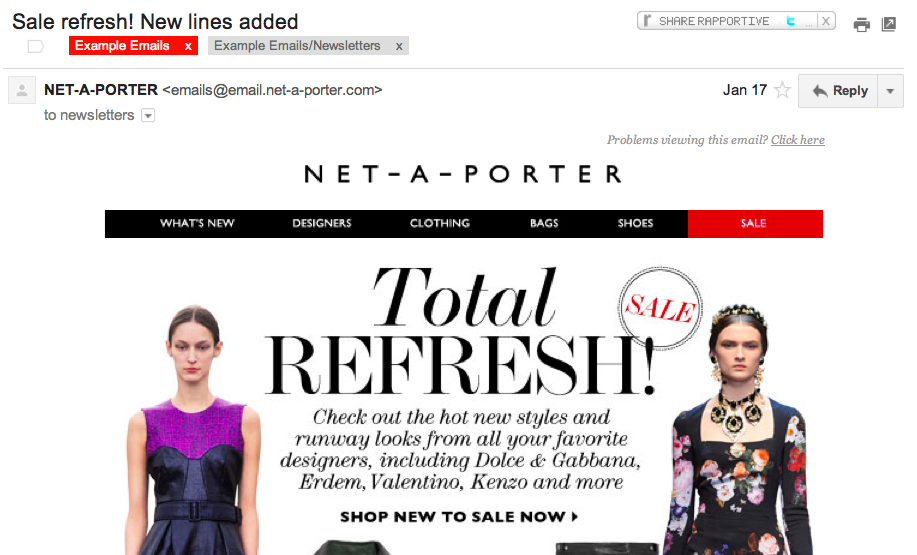 Sale refresh! New lines added
r SHARE RAPPORTIVE X
Example Emails x Example Emails/Newsletters x
NET-A-PORTER <emails@email.net-a-porter.com> Jan 17 Reply
to newsletters
Problems viewing this email? Click here
NET-A-PORTER
WHAT'S NEW DESIGNERS CLOTHING BAGS SHOES SALE
Total
SALE
REFRESH!
Check out the hot new styles and
runway looks from all your favorite
designers, including Dolce & Gabbana,
Erdem, Valentino, Kenzo and more
SHOP NEW TO SALE NOW